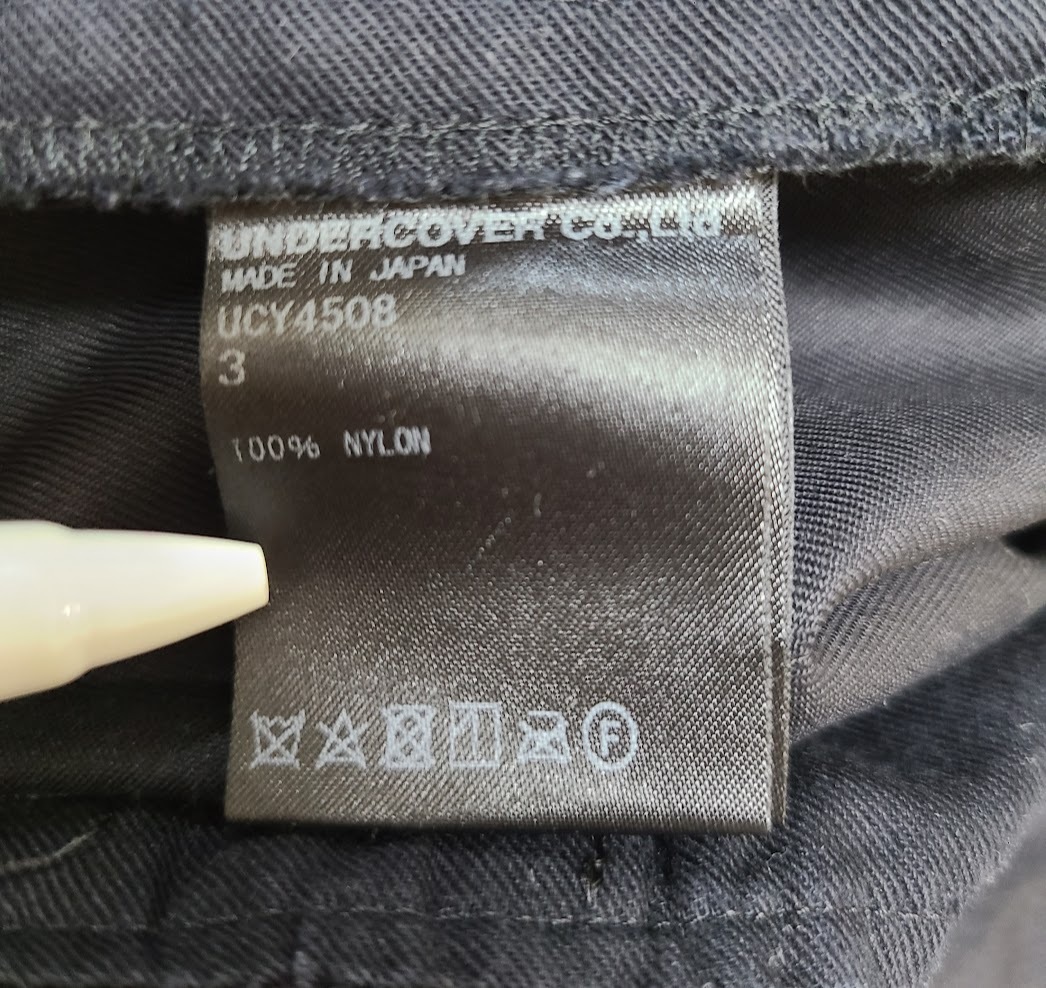 UNDERCOVER Co.,Ltd
MADE IN JAPAN
UCY4508
3
100% NYLON
F